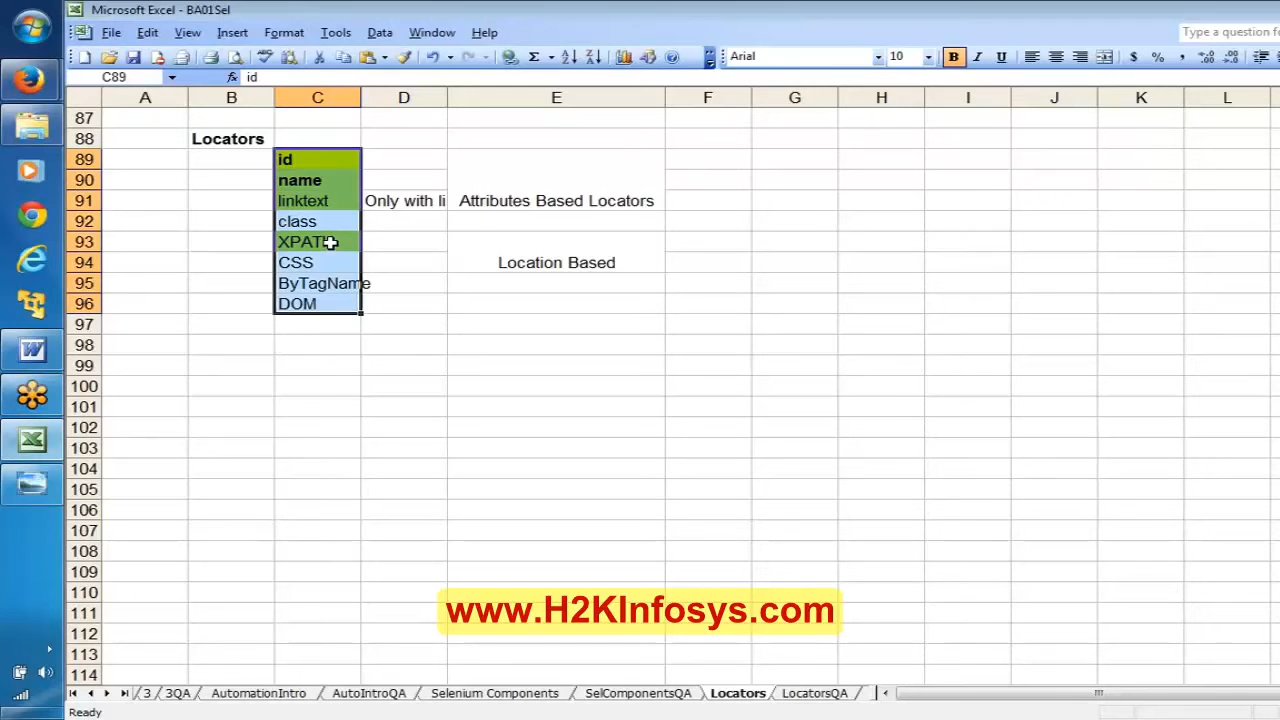 Microsoft Excel - BA01Sel
File Edit View Insert Format Tools Data Window Help
Type a question fo
Arial 10 B I U $ % ,
C89 fx id
A B C D E F G H I J K L
87
88 Locators
89 id
90 name
91 linktext Only with li Attributes Based Locators
92 class
93 XPATH
94 CSS Location Based
95 ByTagName
96 DOM
97
98
99
100
101
102
103
104
105
106
107
108
109
110
111
112
113
114
www.H2KInfosys.com
3 3QA AutomationIntro AutoIntroQA Selenium Components SelComponentsQA Locators LocatorsQA
Ready